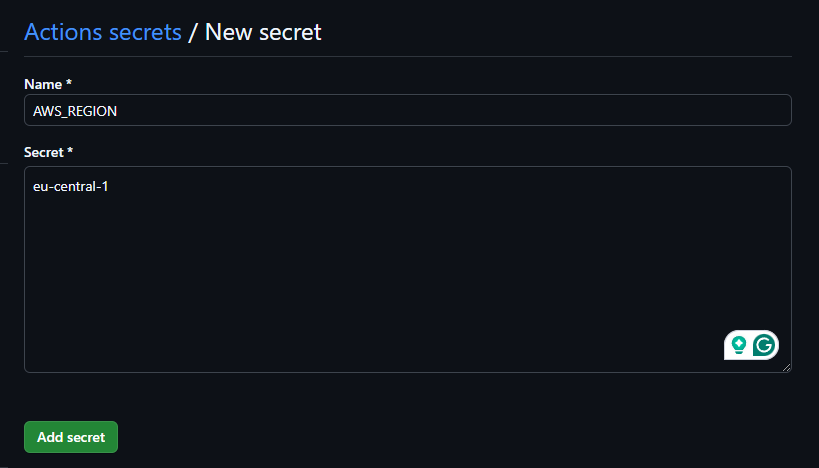 Actions secrets / New secret
Name *
AWS_REGION
Secret *
eu-central-1
Add secret